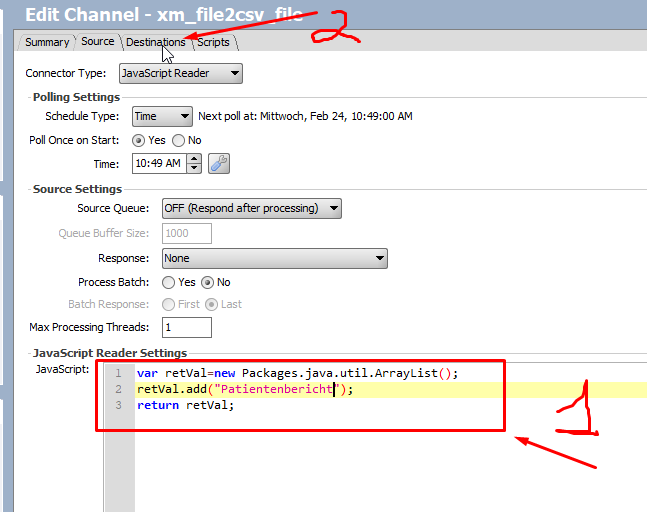 Edit Channel - xm_file2csv_file
2
Summary Source Destinations Scripts
Connector Type: JavaScript Reader
Polling Settings
Schedule Type: Time Next poll at: Mittwoch, Feb 24, 10:49:00 AM
Poll Once on Start: Yes No
Time: 10:49 AM
Source Settings
Source Queue: OFF (Respond after processing)
Queue Buffer Size: 1000
Response: None
Process Batch: Yes No
Batch Response: First Last
Max Processing Threads: 1
JavaScript Reader Settings
JavaScript:
1 var retVal=new Packages.java.util.ArrayList();
2 retVal.add("Patientenbericht");
3 return retVal;
1